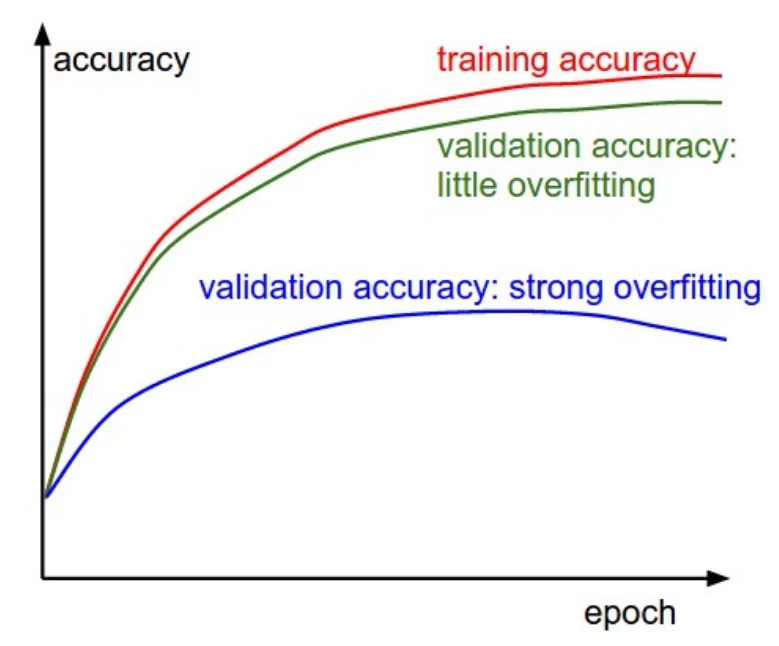 accuracy
training accuracy
validation accuracy:
little overfitting
validation accuracy: strong overfitting
epoch